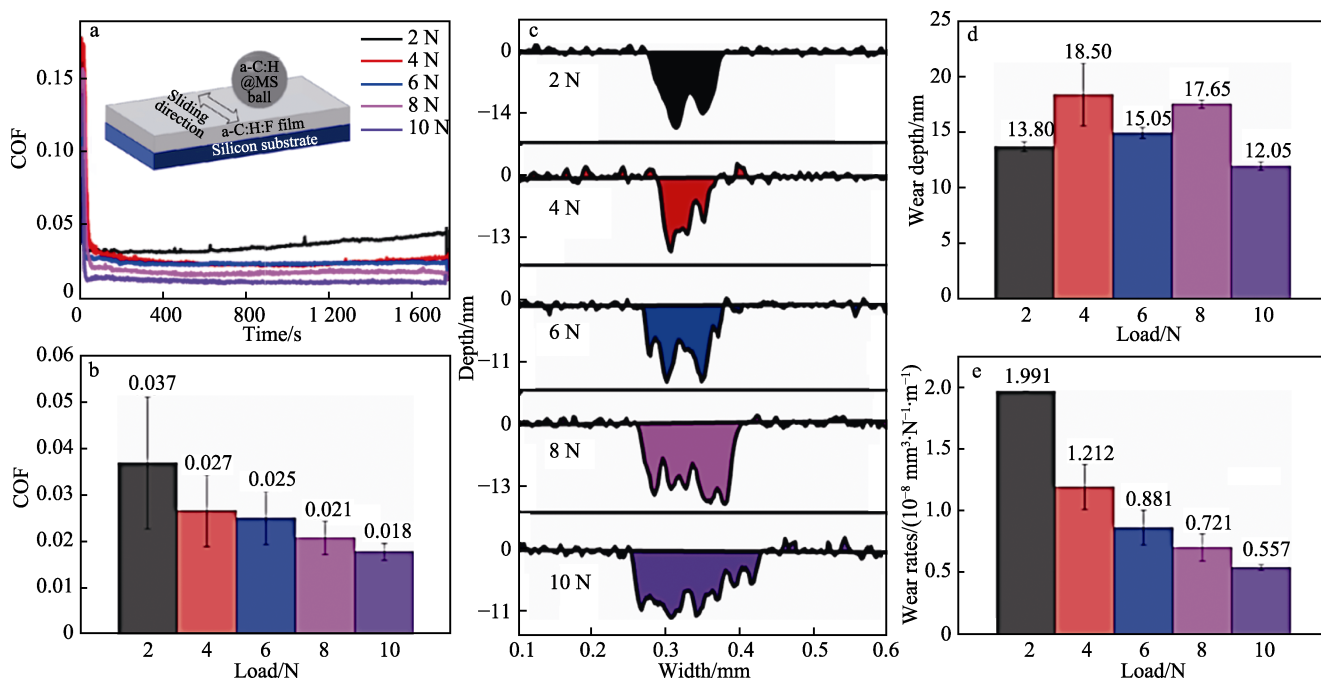 a
2 N
4 N
6 N
8 N
10 N
a-C:H
@MS
ball
Sliding
direction
a-C:H:F film
Silicon substrate
0.15
0.10
0.05
0
COF
0
400
800
1 200
1 600
Time/s
b
0.06
0.05
0.04
0.03
0.02
0.01
0
COF
0.037
0.027
0.025
0.021
0.018
2
4
6
8
10
Load/N
c
0
2 N
−14
0
4 N
−13
0
6 N
−11
0
8 N
−13
0
10 N
−11
Depth/nm
0.1
0.2
0.3
0.4
0.5
0.6
Width/mm
d
25
20
15
10
5
0
Wear depth/nm
13.80
18.50
15.05
17.65
12.05
2
4
6
8
10
Load/N
e
2.0
1.5
1.0
0.5
0
Wear rates/(10⁻⁸ mm³·N⁻¹·m⁻¹)
1.991
1.212
0.881
0.721
0.557
2
4
6
8
10
Load/N